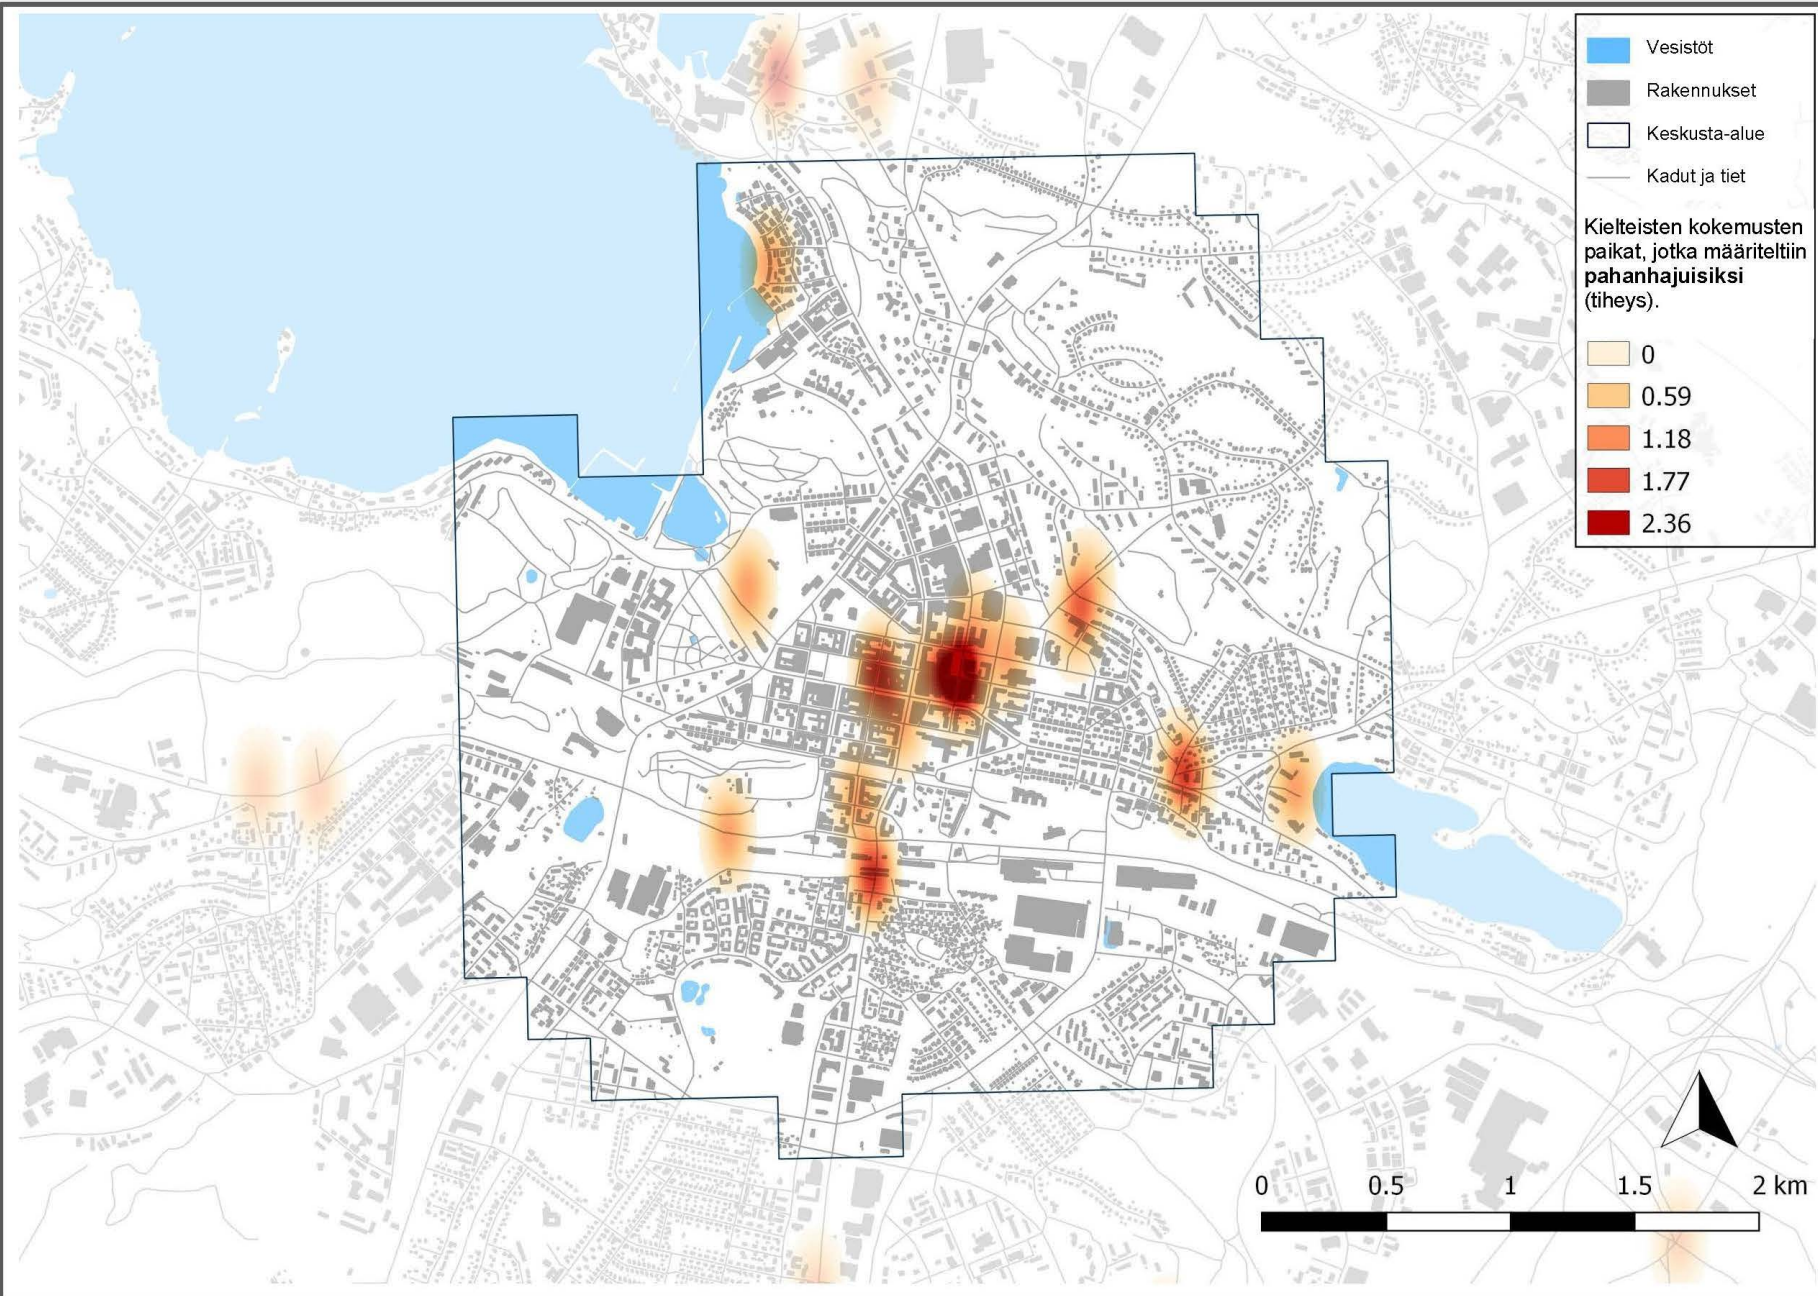 Vesistöt
Rakennukset
Keskusta-alue
Kadut ja tiet
Kielteisten kokemusten
paikat, jotka määriteltiin
pahanhajuisiksi
(tiheys).
0
0.59
1.18
1.77
2.36
0 0.5 1 1.5 2 km